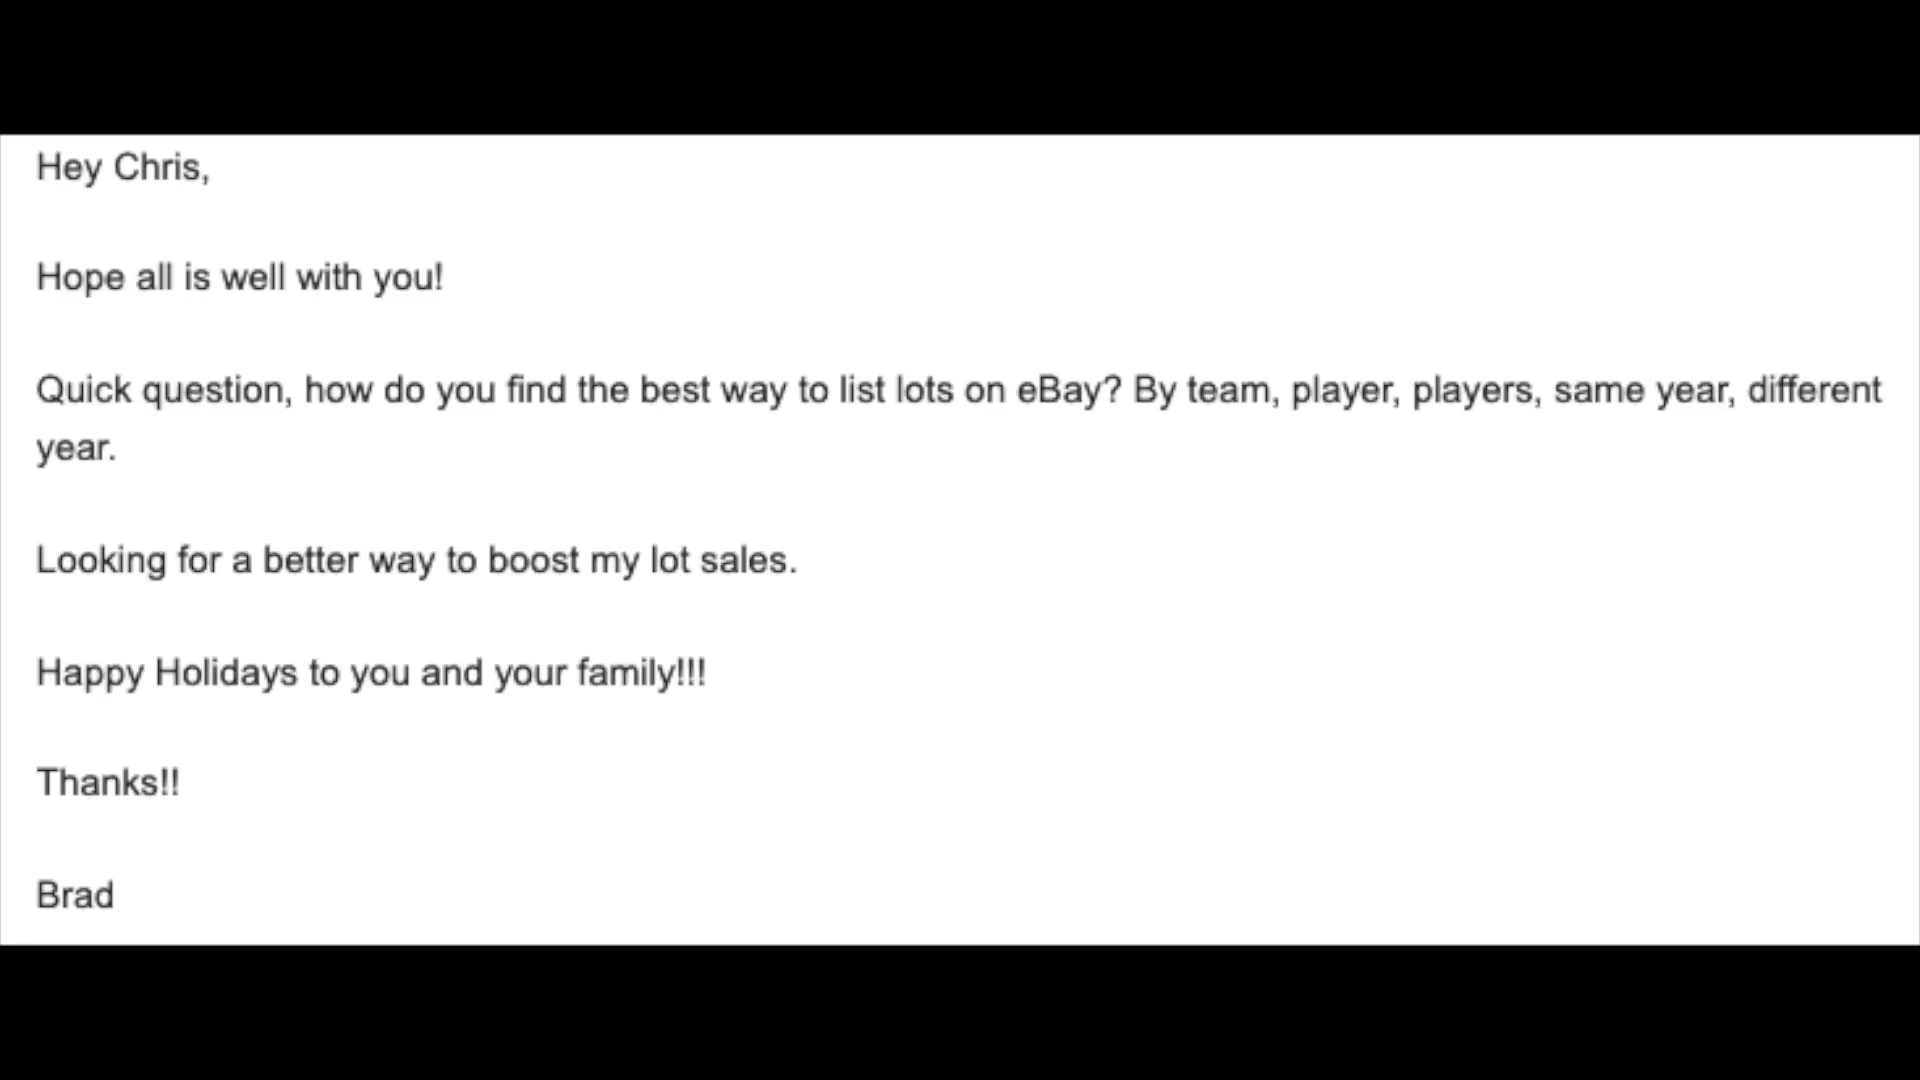 Hey Chris,
Hope all is well with you!
Quick question, how do you find the best way to list lots on eBay? By team, player, players, same year, different
year.
Looking for a better way to boost my lot sales.
Happy Holidays to you and your family!!!
Thanks!!
Brad